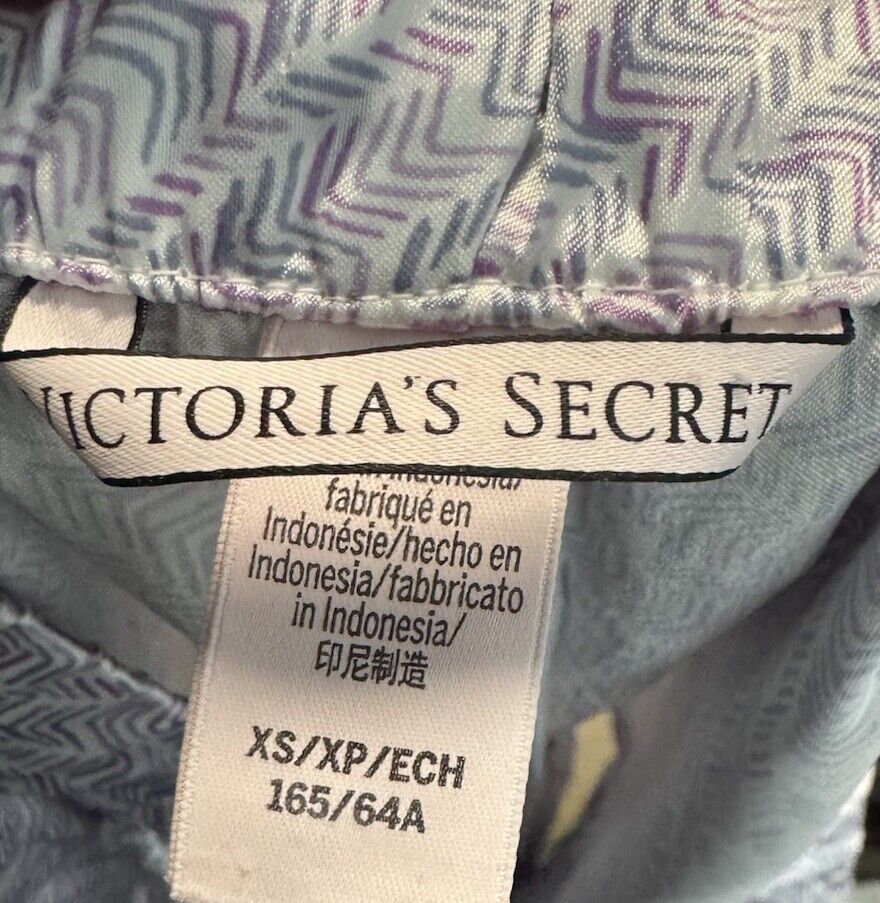 VICTORIA'S SECRET
fabriqué en
Indonésie/hecho en
Indonesia/fabbricato
in Indonesia/
印尼制造
XS/XP/ECH
165/64A